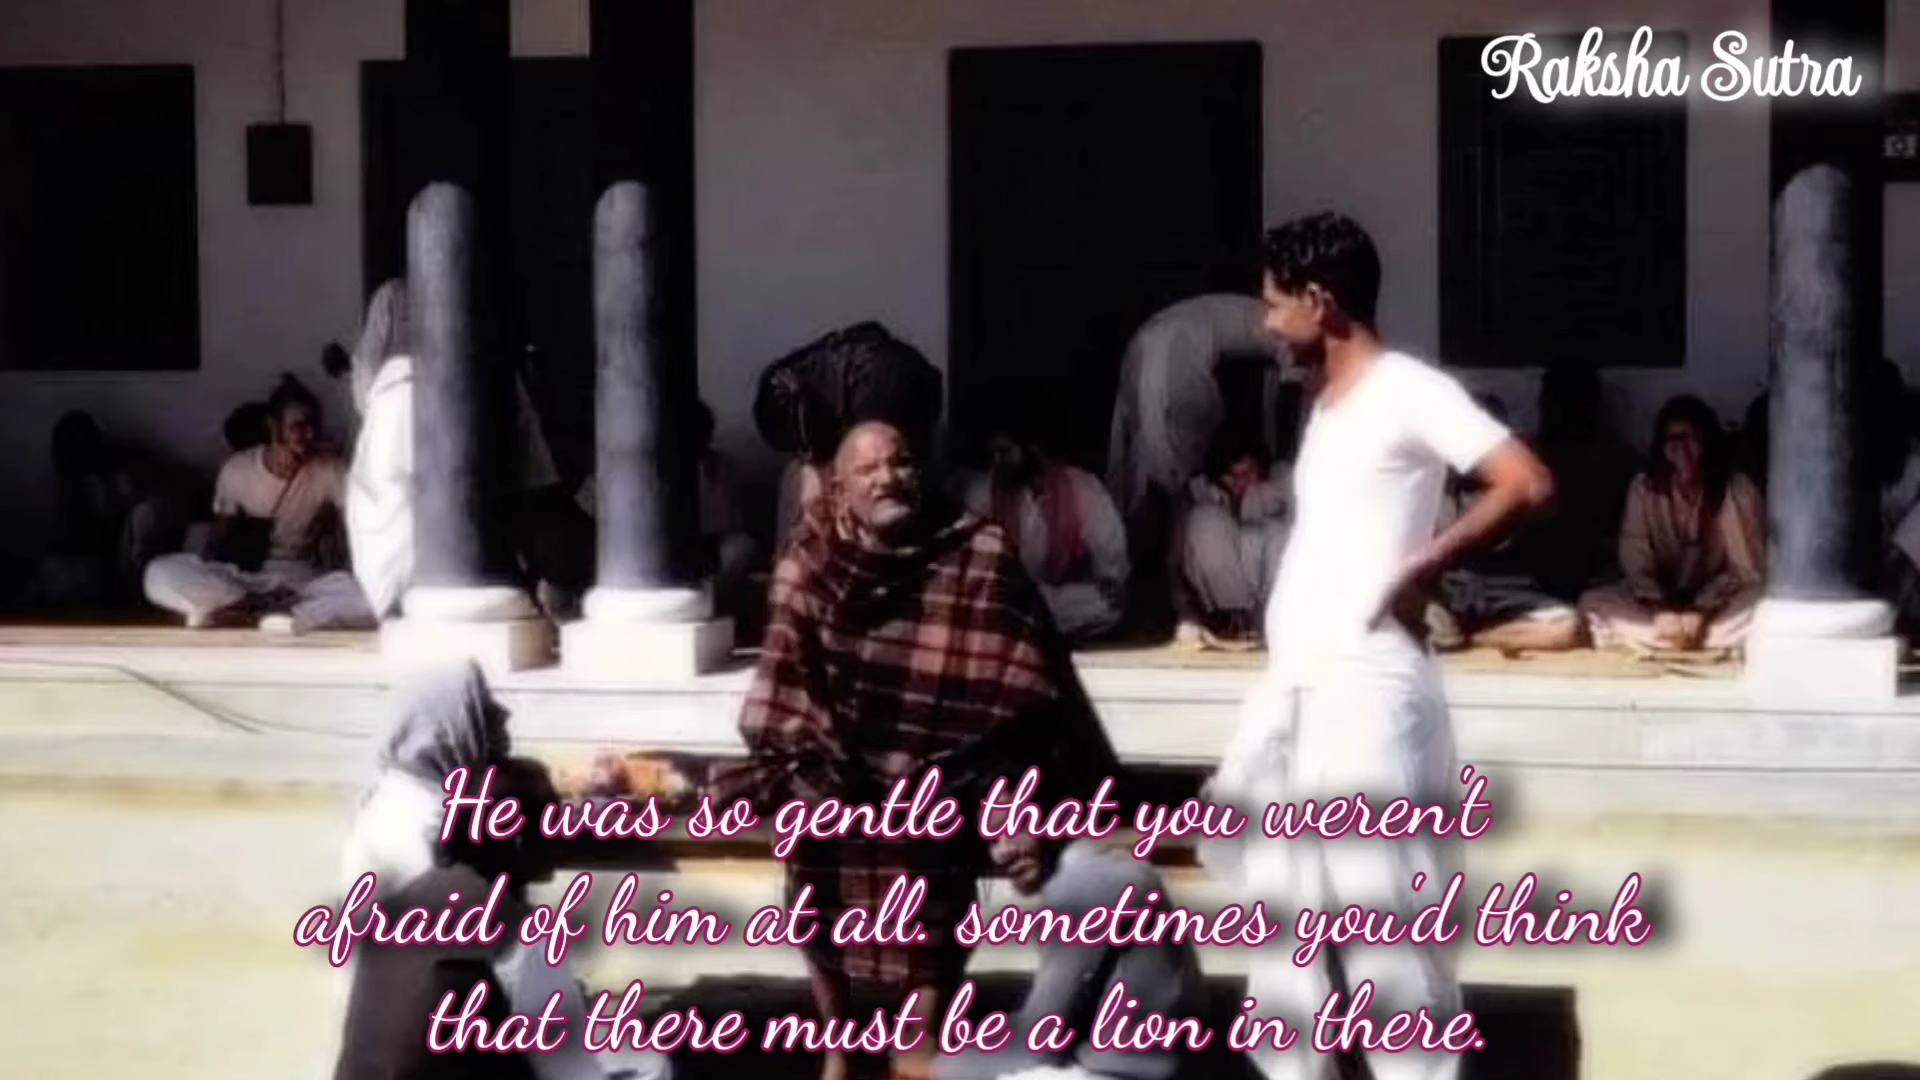 Raksha Sutra
He was so gentle that you weren't
afraid of him at all. sometimes you'd think
that there must be a lion in there.